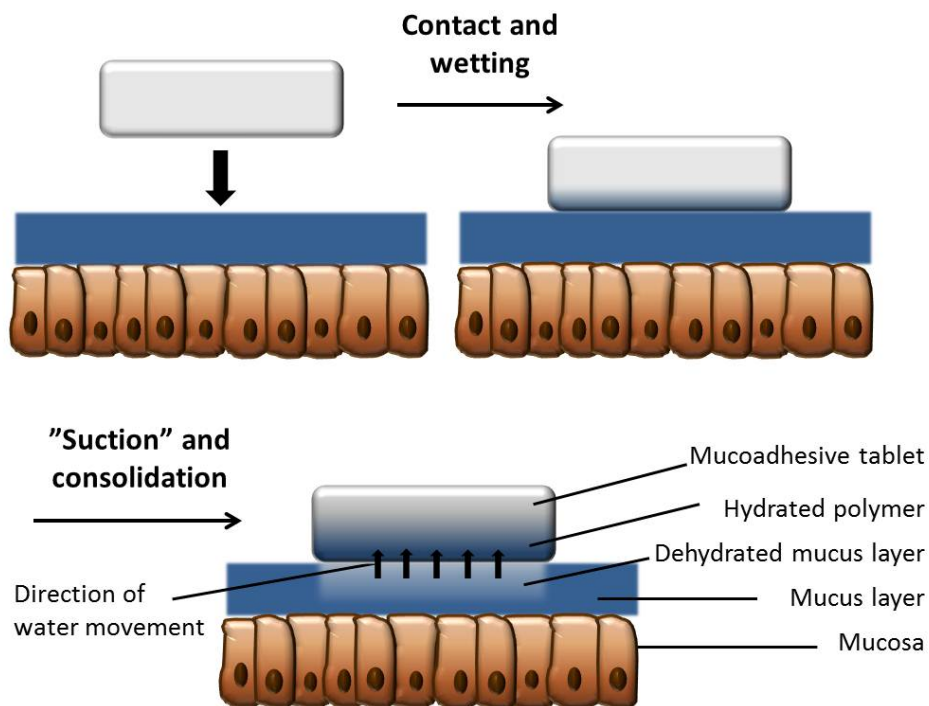 Contact and
wetting
”Suction” and
consolidation
Mucoadhesive tablet
Hydrated polymer
Dehydrated mucus layer
Mucus layer
Mucosa
Direction of
water movement